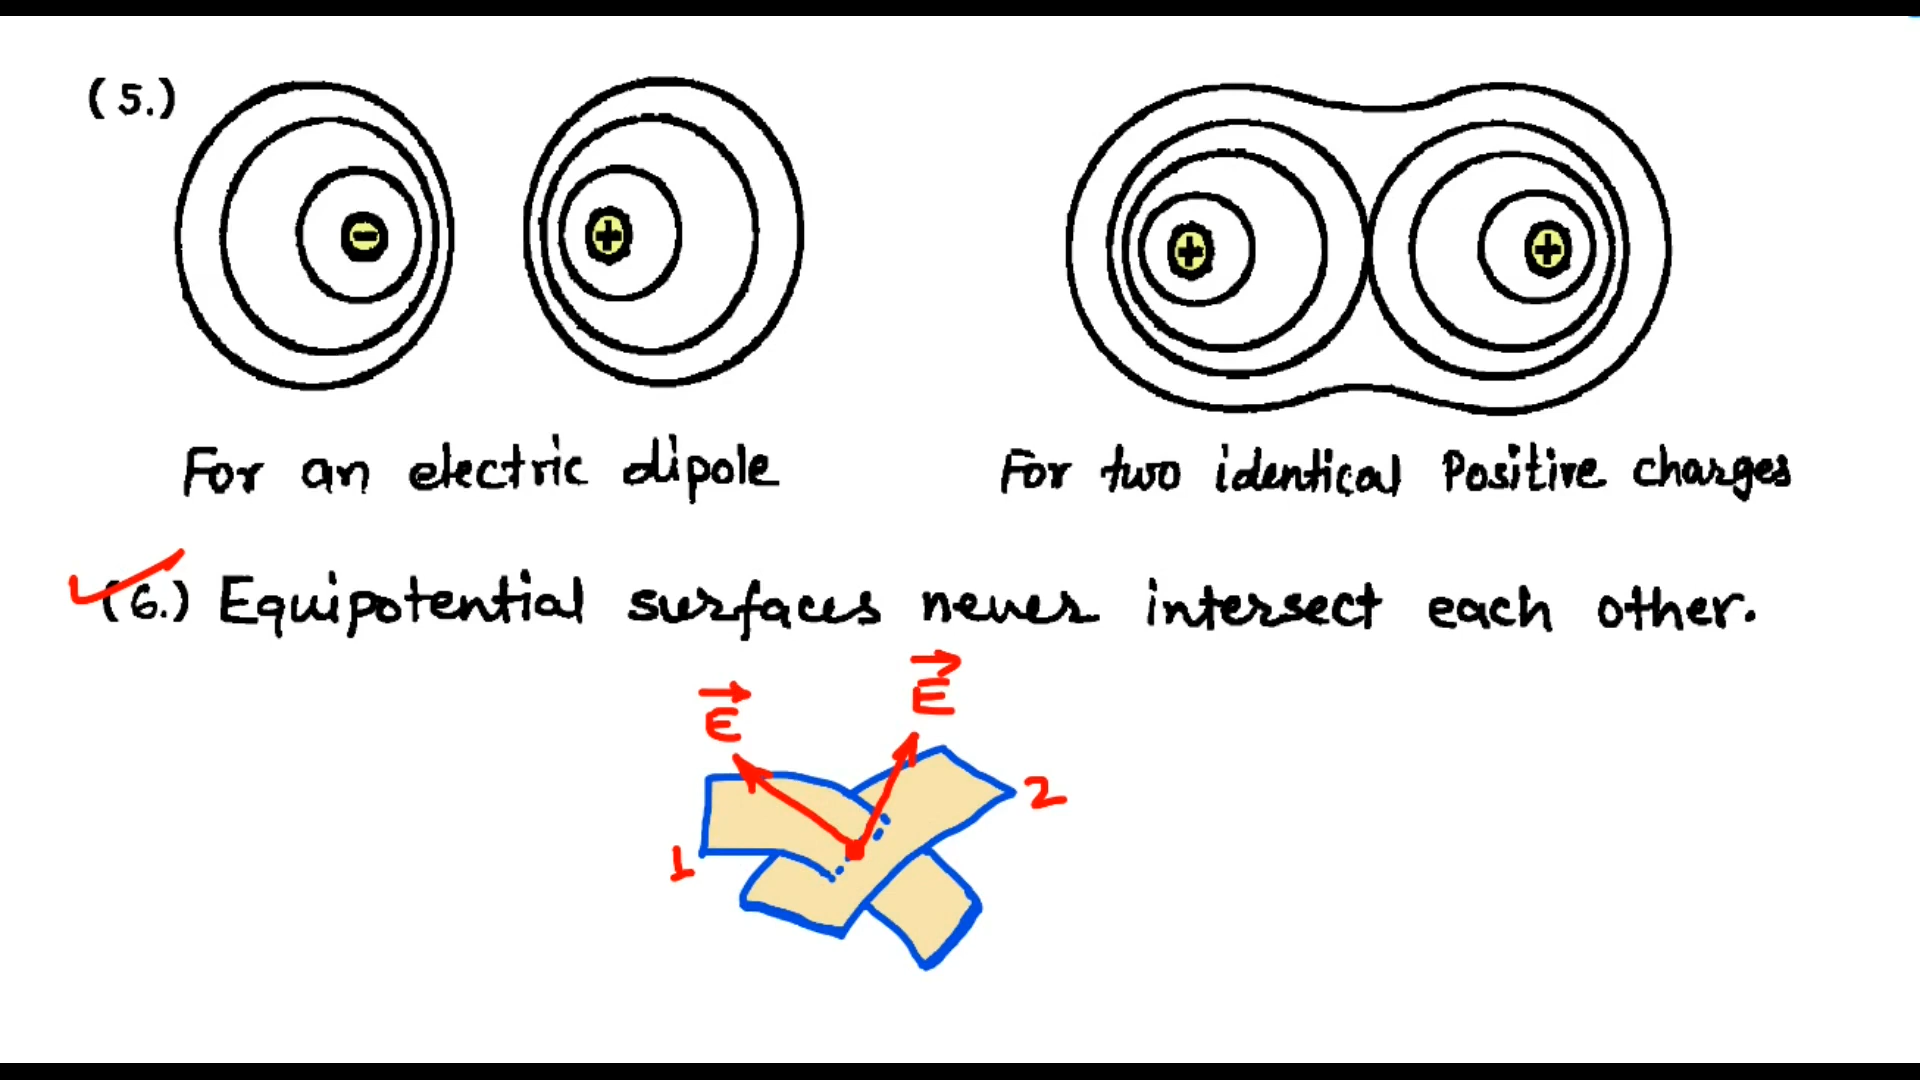 (5.)
− + + +
For an electric dipole
For two identical Positive charges
(6.) Equipotential surfaces never intersect each other.
E E
1 2